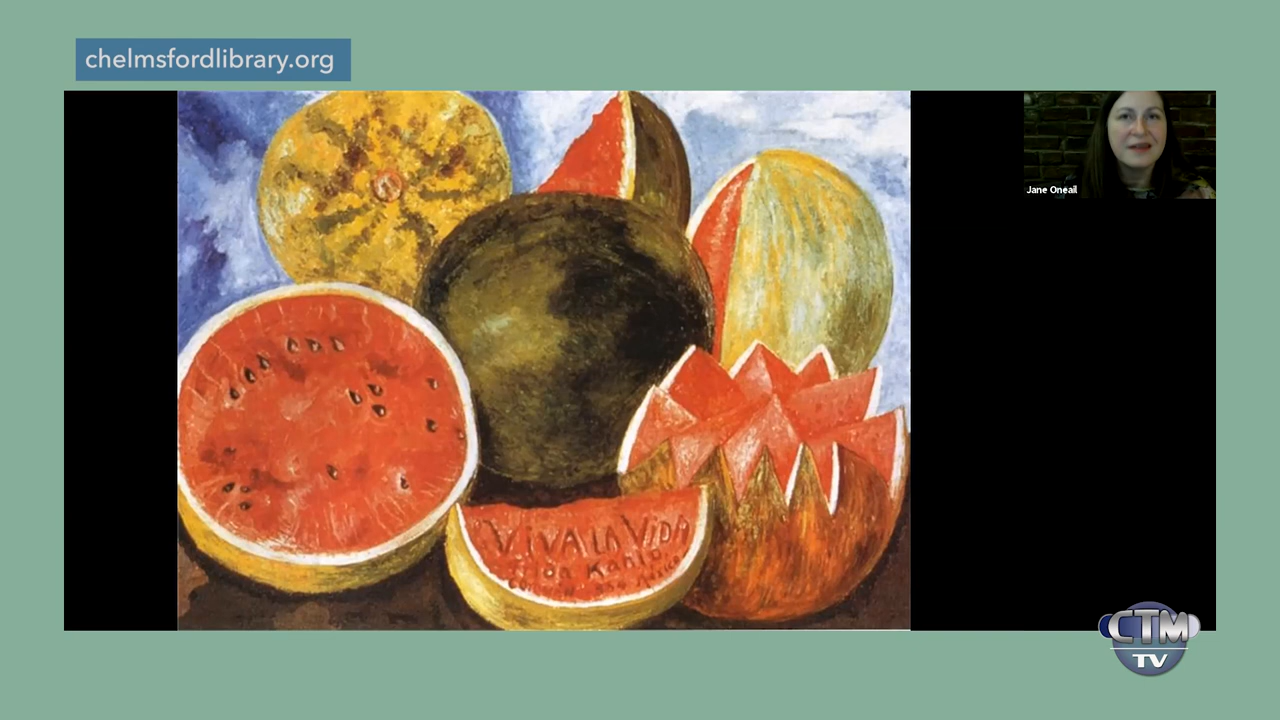 chelmsfordlibrary.org
Jane Oneail
VIVA LA VIDA
Frida Kahlo
CTM
TV